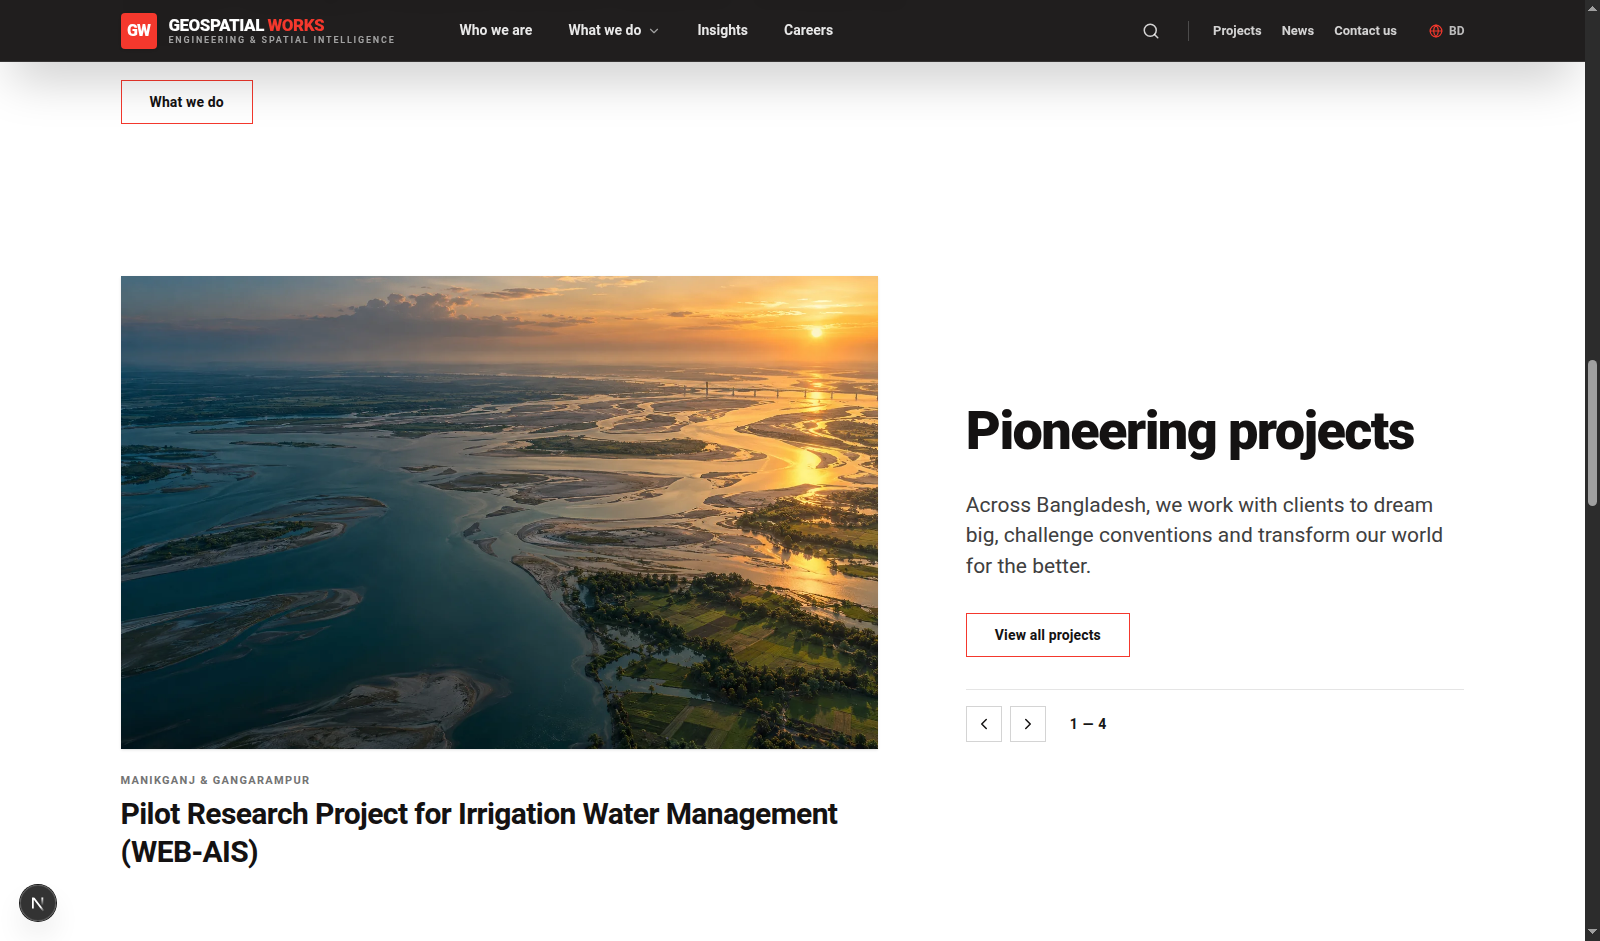 GW
GEOSPATIAL WORKS
ENGINEERING & SPATIAL INTELLIGENCE
Who we are
What we do
Insights
Careers
Projects
News
Contact us
BD
What we do
Pioneering projects
Across Bangladesh, we work with clients to dream
big, challenge conventions and transform our world
for the better.
View all projects
1 — 4
MANIKGANJ & GANGARAMPUR
Pilot Research Project for Irrigation Water Management
(WEB-AIS)
N